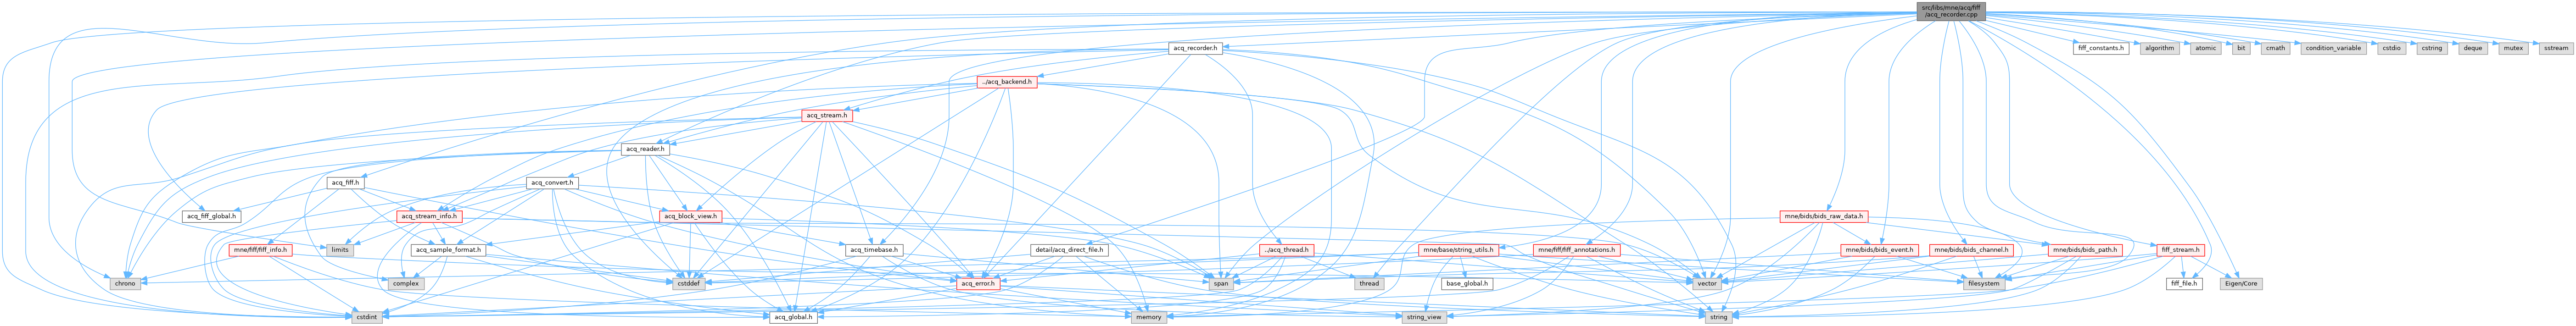 src/libs/mne/acq/fiff
/acq_recorder.cpp
acq_recorder.h
fiff_constants.h
algorithm
atomic
bit
cmath
condition_variable
cstdio
cstring
deque
mutex
sstream
../acq_backend.h
acq_stream.h
acq_reader.h
acq_fiff.h
acq_convert.h
acq_fiff_global.h
acq_stream_info.h
acq_block_view.h
mne/bids/bids_raw_data.h
limits
mne/fiff/fiff_info.h
acq_sample_format.h
acq_timebase.h
detail/acq_direct_file.h
../acq_thread.h
mne/base/string_utils.h
mne/fiff/fiff_annotations.h
mne/bids/bids_event.h
mne/bids/bids_channel.h
mne/bids/bids_path.h
fiff_stream.h
chrono
complex
cstddef
acq_error.h
span
thread
base_global.h
vector
filesystem
fiff_file.h
Eigen/Core
cstdint
acq_global.h
memory
string_view
string